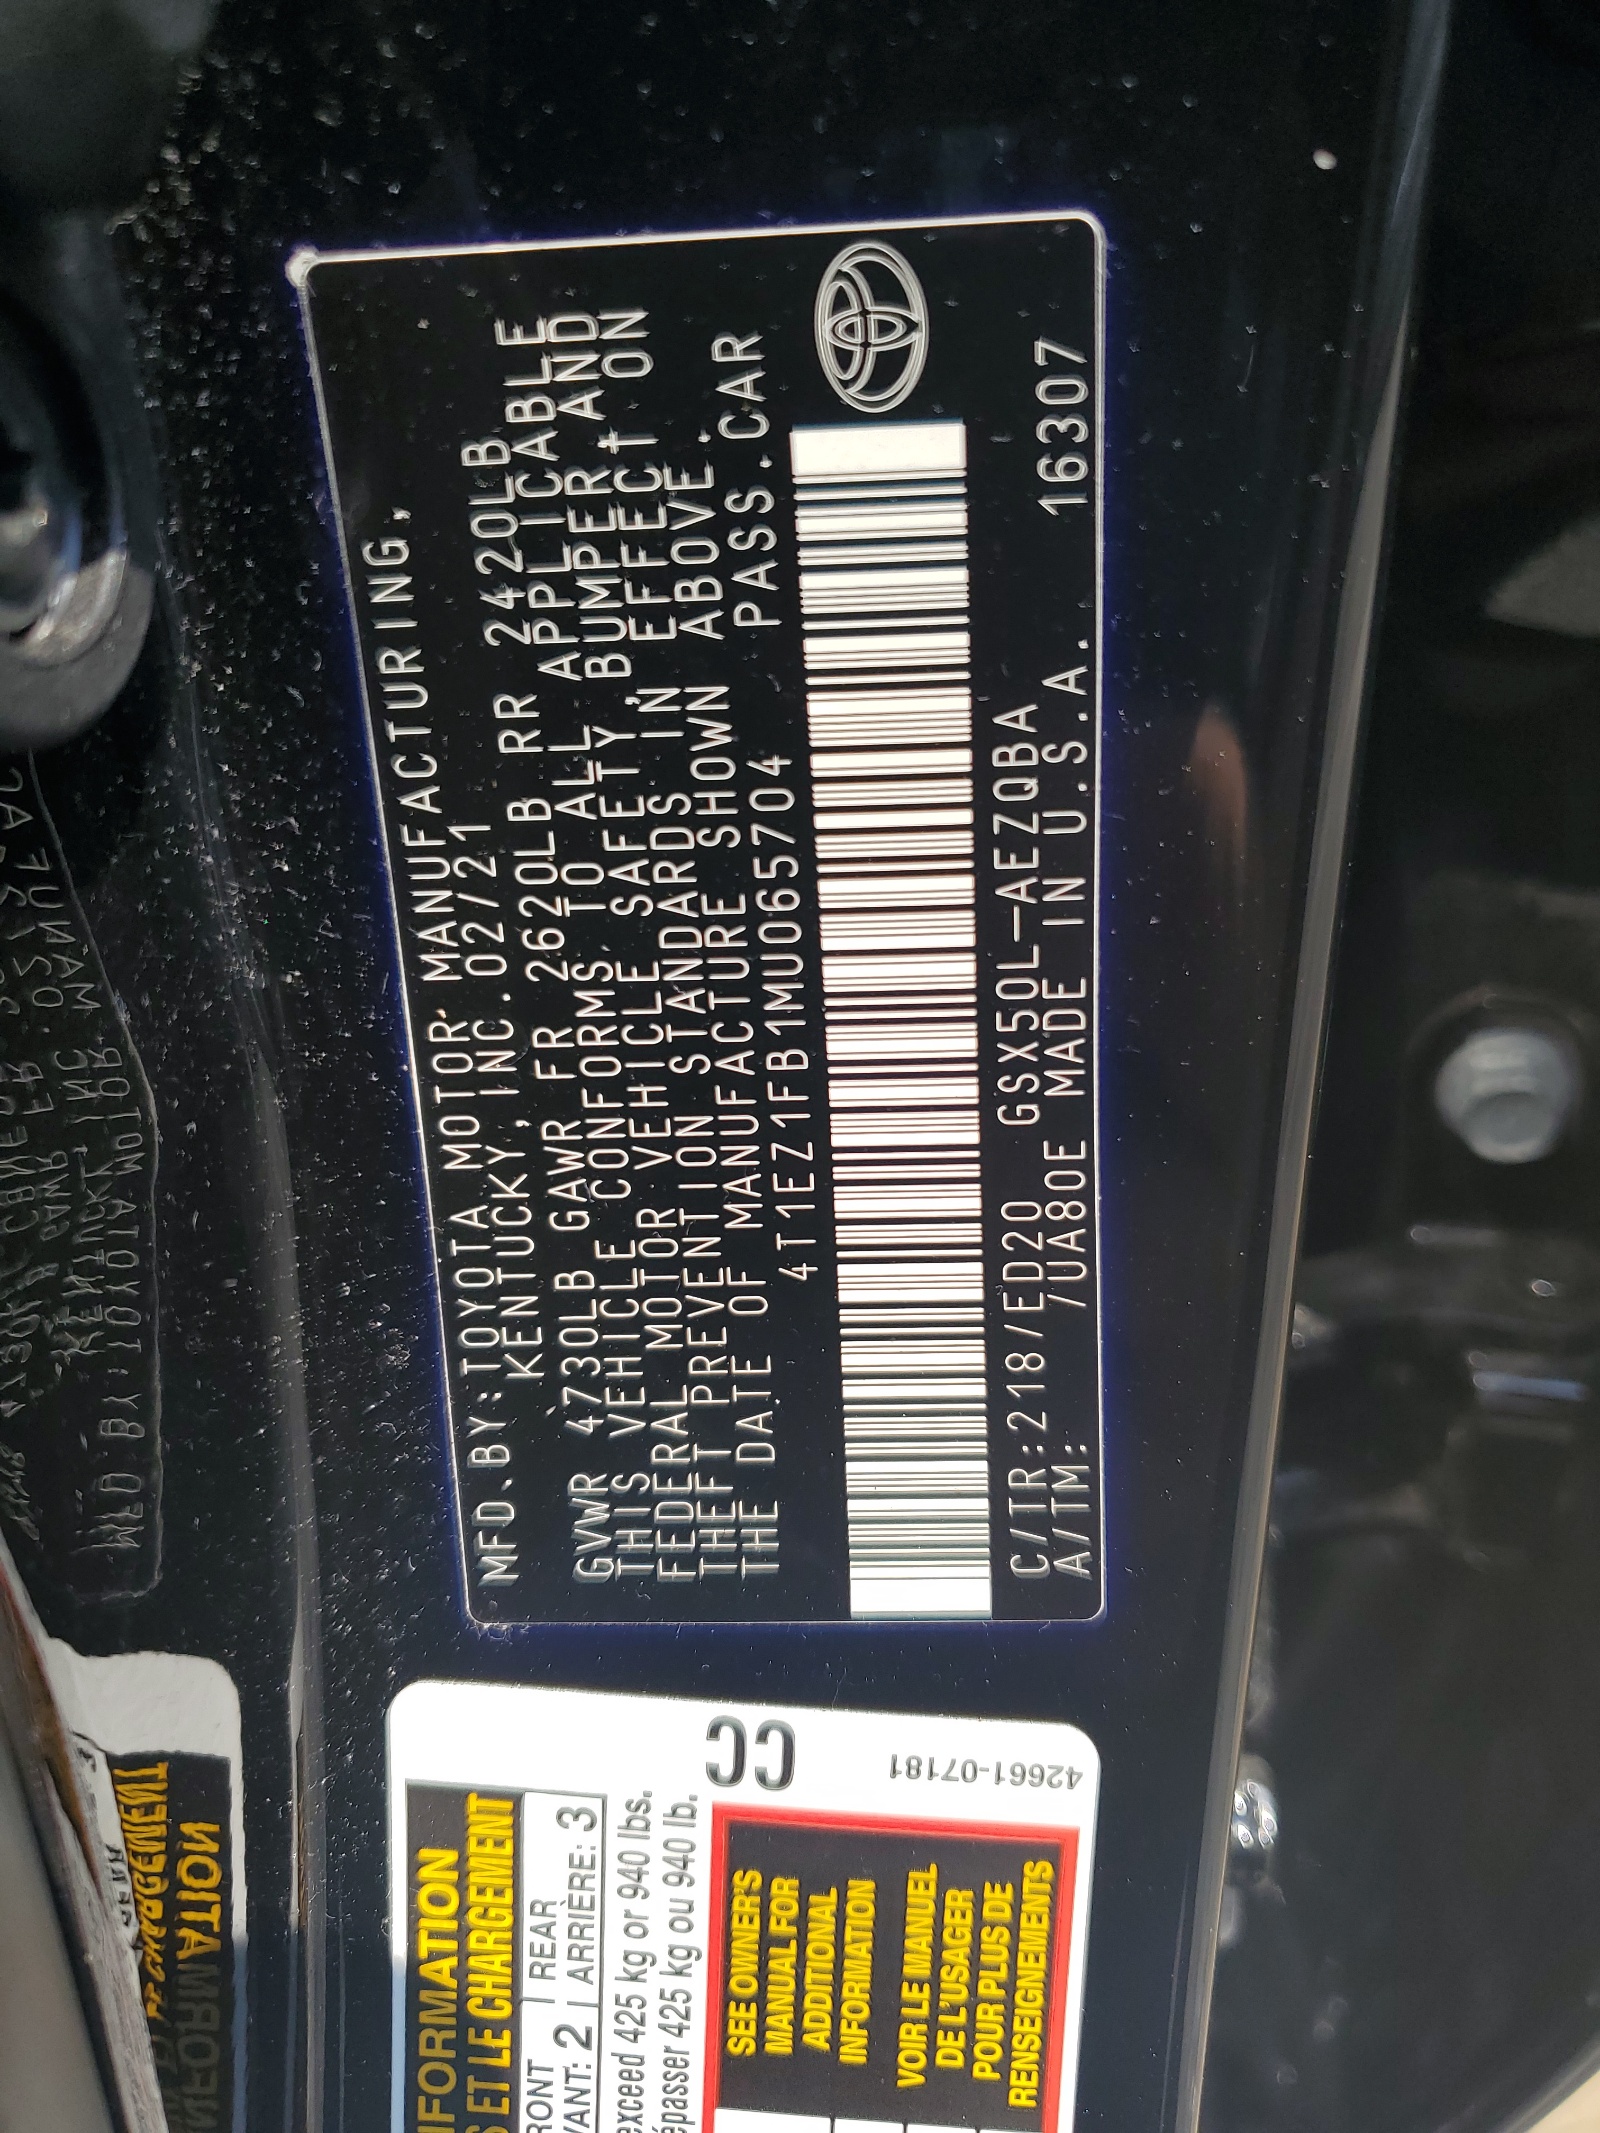 MFD.BY:TOYOTA MOTOR MANUFACTURING,
KENTUCKY, INC. 02/21
GVWR 4730LB GAWR FR 2620LB RR 2420LB
THIS VEHICLE CONFORMS TO ALL APPLICABLE
FEDERAL MOTOR VEHICLE SAFETY, BUMPER, AND
THEFT PREVENTION STANDARDS IN EFFECT ON
THE DATE OF MANUFACTURE SHOWN ABOVE.
4T1EZ1FB1MU065704 PASS.CAR
C/TR:218/ED20 GSX50L-AEZQBA 16307
A/TM: /UA80E MADE IN U.S.A.
CC
42661-07181
NFORMATION
S ET LE CHARGEMENT
RONT REAR
VANT: 2 ARRIÈRE: 3
exceed 425 kg or 940 lbs.
épasser 425 kg ou 940 lb.
SEE OWNER'S
MANUAL FOR
ADDITIONAL
INFORMATION
VOIR LE MANUEL
DE L'USAGER
POUR PLUS DE
RENSEIGNEMENTS